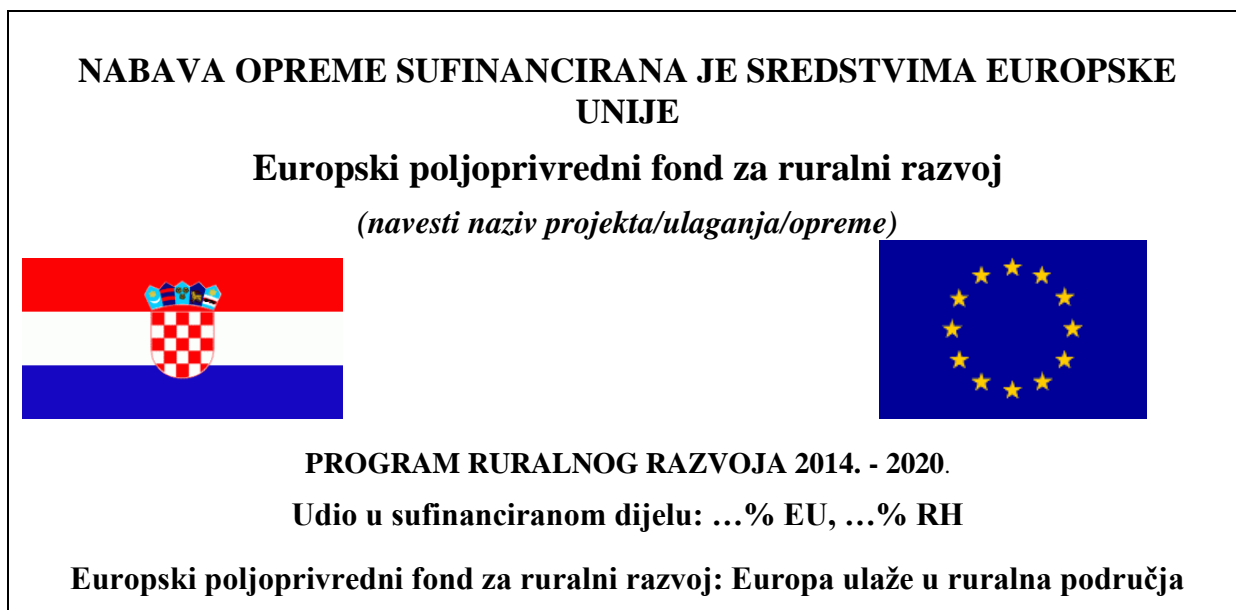 NABAVA OPREME SUFINANCIRANA JE SREDSTVIMA EUROPSKE
UNIJE
Europski poljoprivredni fond za ruralni razvoj
(navesti naziv projekta/ulaganja/opreme)
PROGRAM RURALNOG RAZVOJA 2014. - 2020.
Udio u sufinanciranom dijelu: …% EU, …% RH
Europski poljoprivredni fond za ruralni razvoj: Europa ulaže u ruralna područja